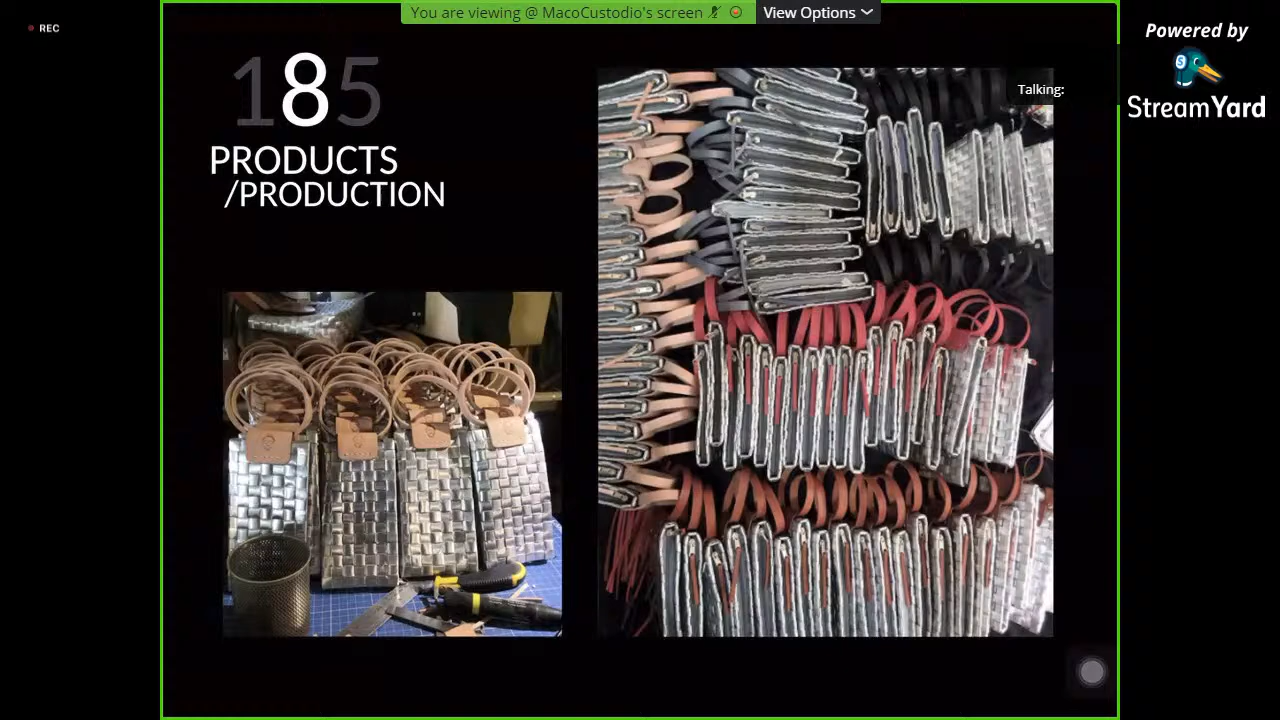 You are viewing @ MacoCustodio's screen
View Options
REC
Powered by
StreamYard
Talking:
185
PRODUCTS
/PRODUCTION